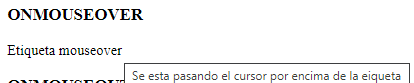 ONMOUSEOVER
Etiqueta mouseover
Se esta pasando el cursor por encima de la eiqueta